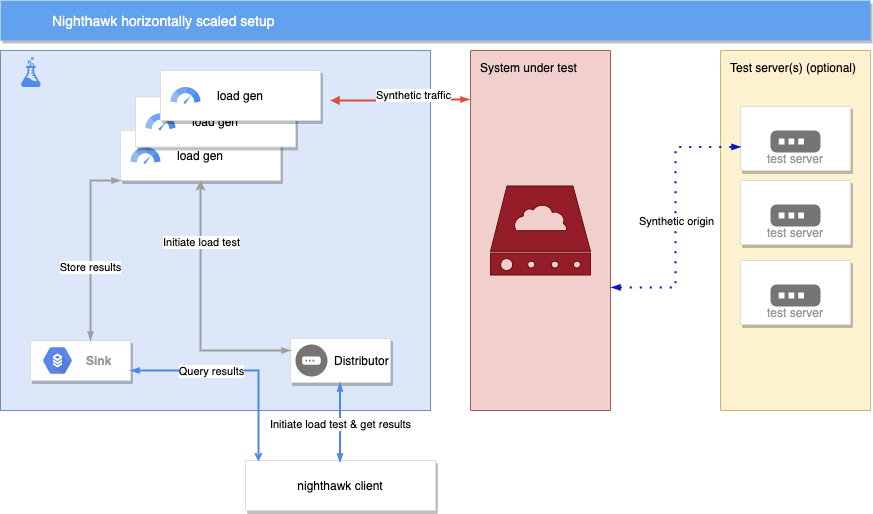 Nighthawk horizontally scaled setup
System under test
Test server(s) (optional)
load gen
Synthetic traffic
load gen
load gen
test server
Synthetic origin
test server
Initiate load test
Store results
test server
Sink
Distributor
Query results
Initiate load test & get results
nighthawk client